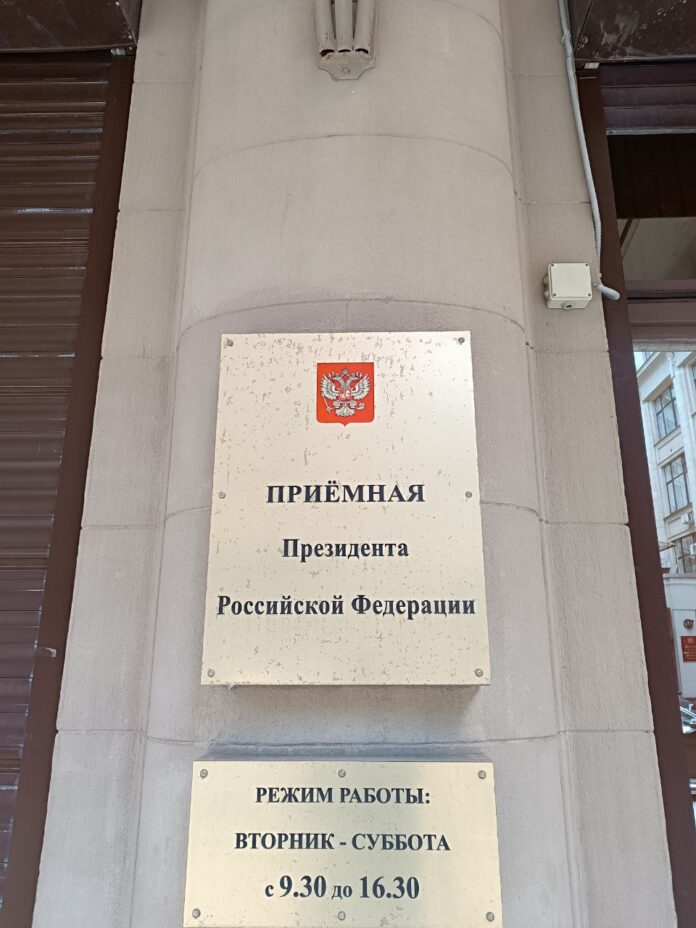 ПРИЁМНАЯ
Президента
Российской Федерации
РЕЖИМ РАБОТЫ:
ВТОРНИК - СУББОТА
с 9.30 до 16.30